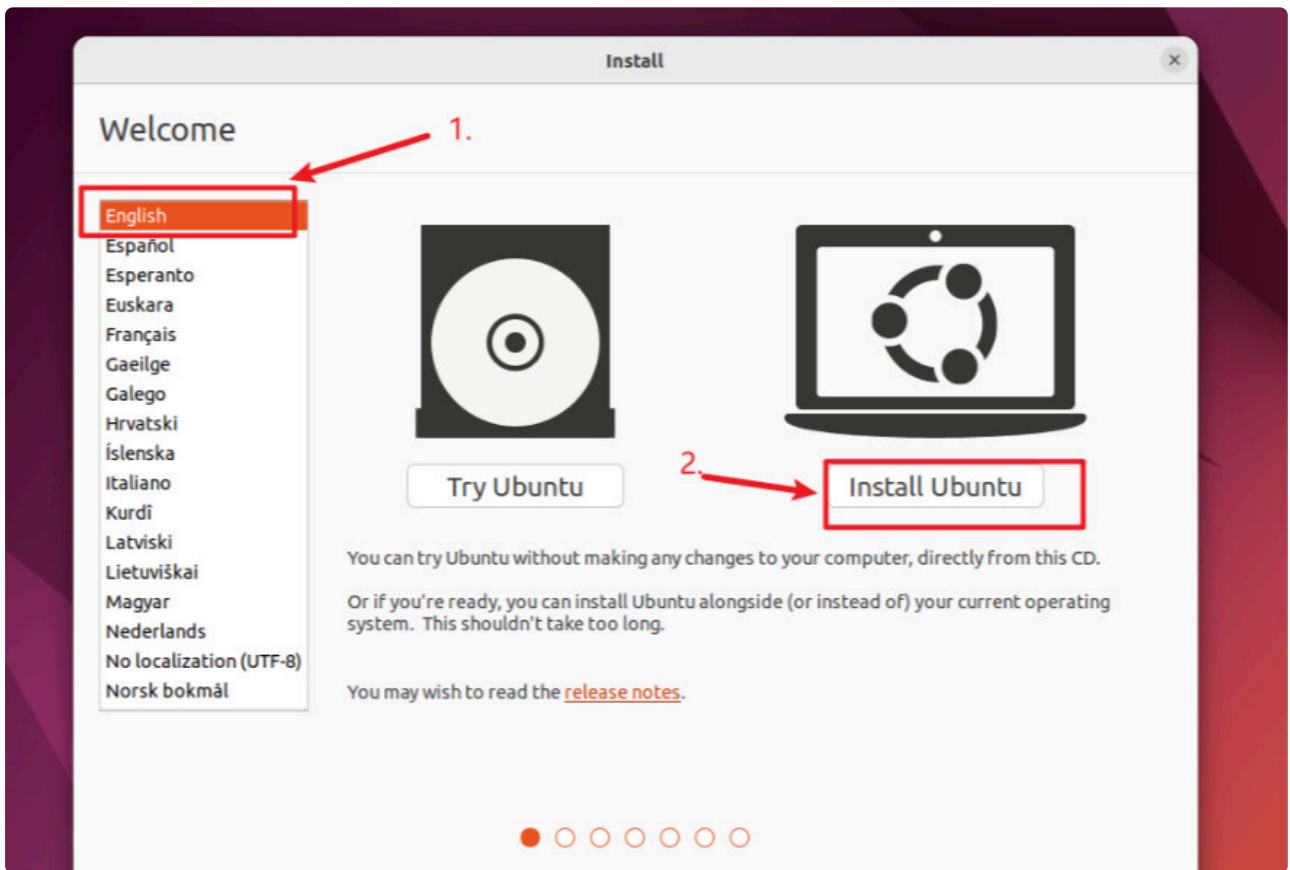 Install
Welcome
1.
English
Español
Esperanto
Euskara
Français
Gaeilge
Galego
Hrvatski
Íslenska
Italiano
Kurdî
Latviski
Lietuviškai
Magyar
Nederlands
No localization (UTF-8)
Norsk bokmål
Try Ubuntu
2.
Install Ubuntu
You can try Ubuntu without making any changes to your computer, directly from this CD.
Or if you're ready, you can install Ubuntu alongside (or instead of) your current operating
system. This shouldn't take too long.
You may wish to read the release notes.